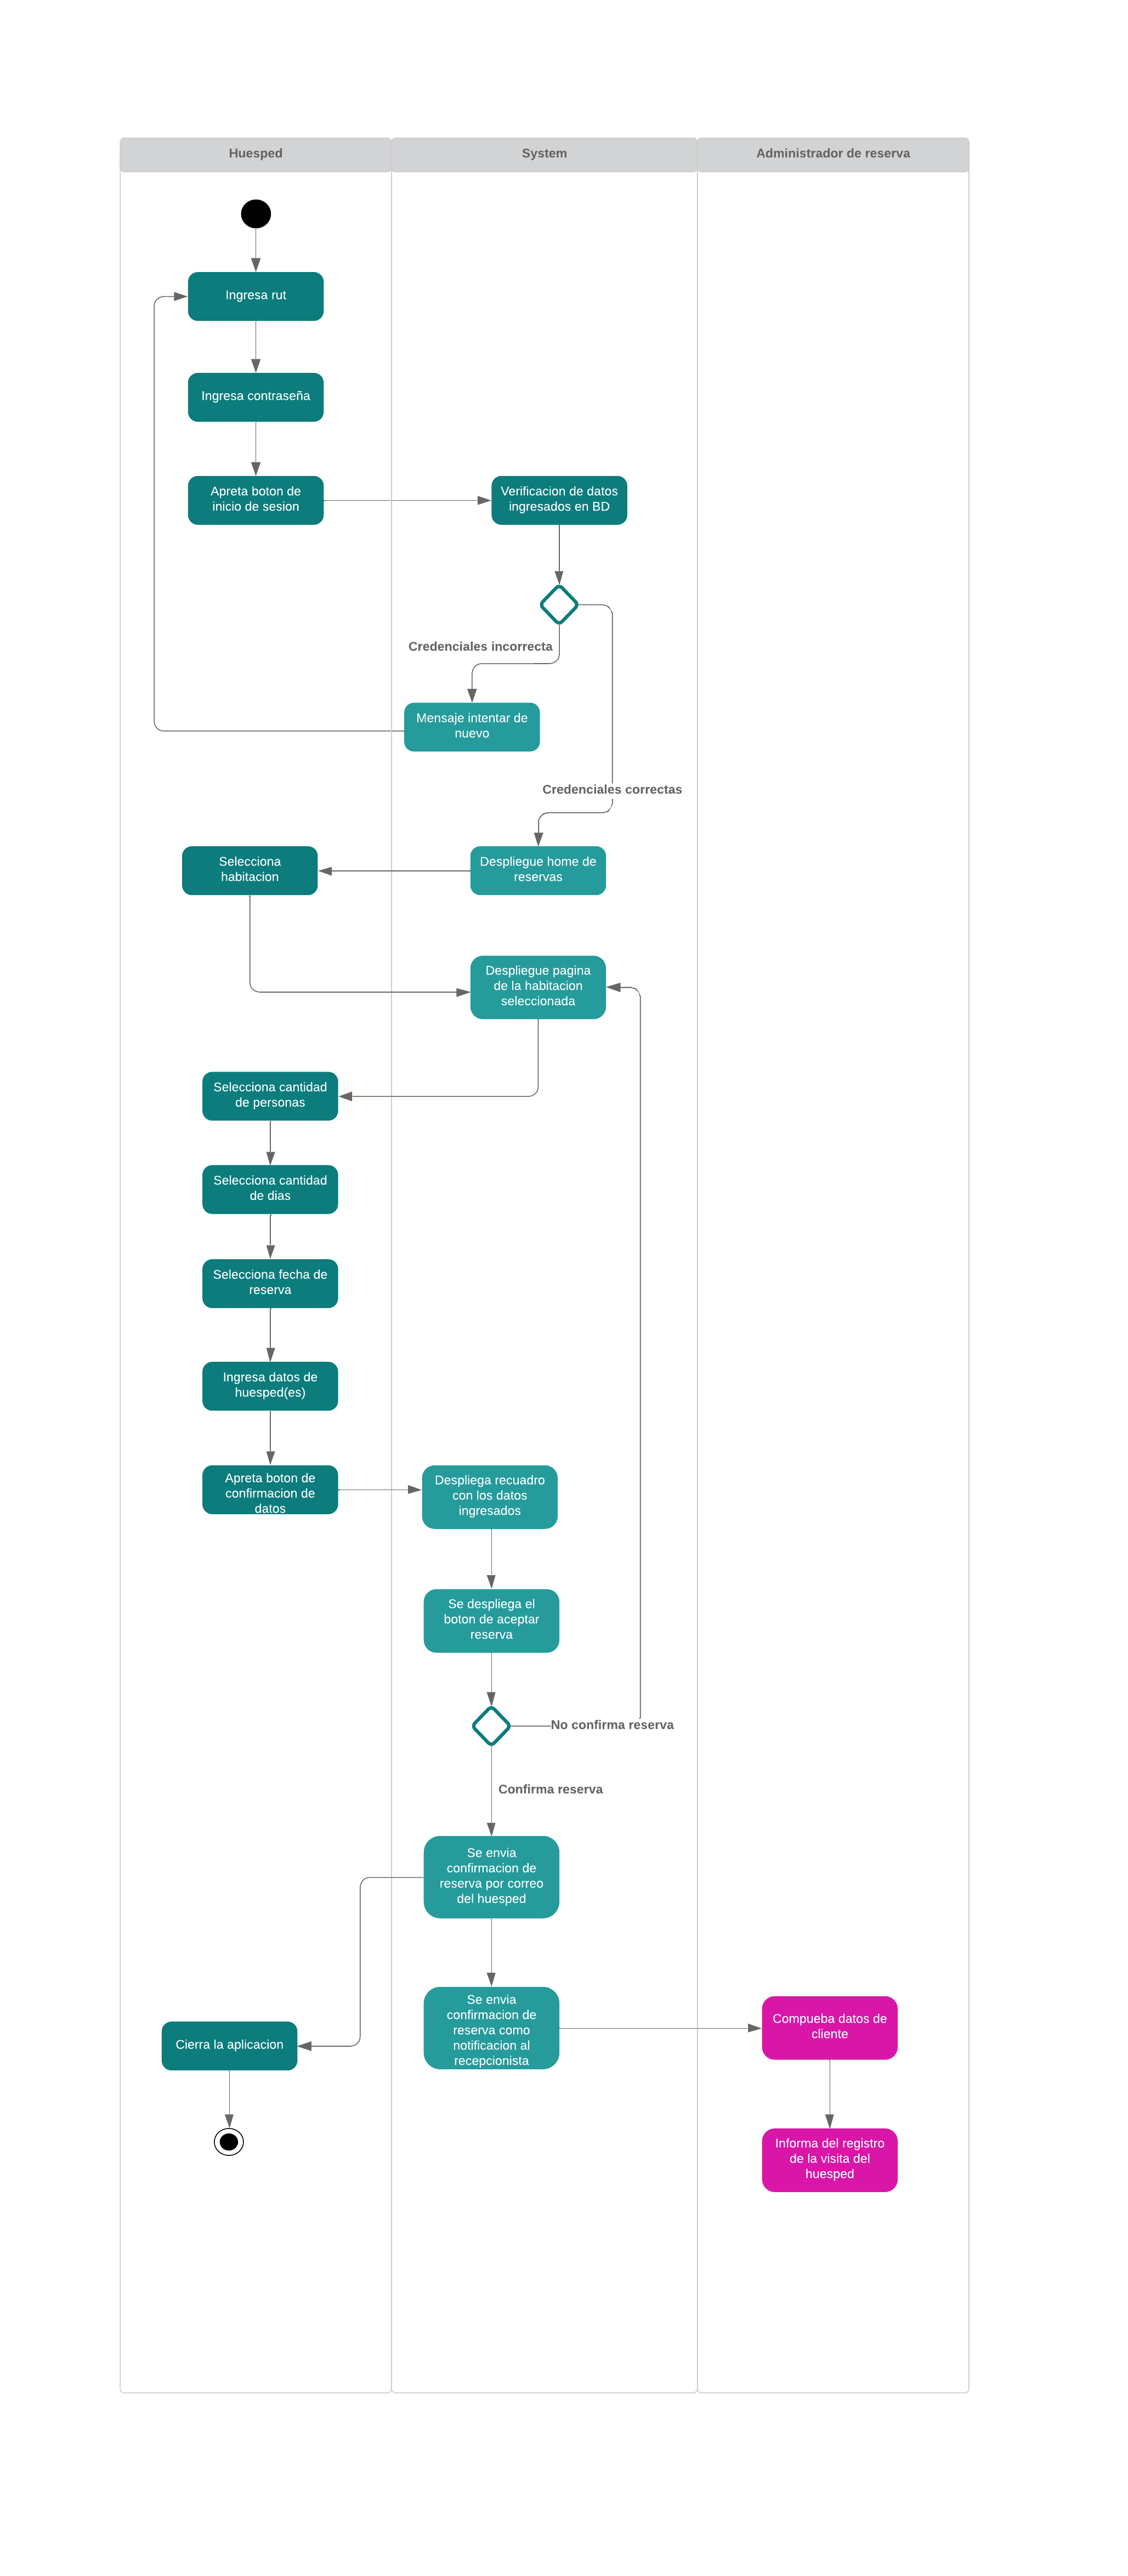 Huesped
System
Administrador de reserva
Ingresa rut
Ingresa contraseña
Apreta boton de
inicio de sesion
Verificacion de datos
ingresados en BD
Credenciales incorrecta
Mensaje intentar de
nuevo
Credenciales correctas
Selecciona
habitacion
Despliegue home de
reservas
Despliegue pagina
de la habitacion
seleccionada
Selecciona cantidad
de personas
Selecciona cantidad
de dias
Selecciona fecha de
reserva
Ingresa datos de
huesped(es)
Apreta boton de
confirmacion de
datos
Despliega recuadro
con los datos
ingresados
Se despliega el
boton de aceptar
reserva
No confirma reserva
Confirma reserva
Se envia
confirmacion de
reserva por correo
del huesped
Se envia
confirmacion de
reserva como
notificacion al
recepcionista
Compueba datos de
cliente
Cierra la aplicacion
Informa del registro
de la visita del
huesped